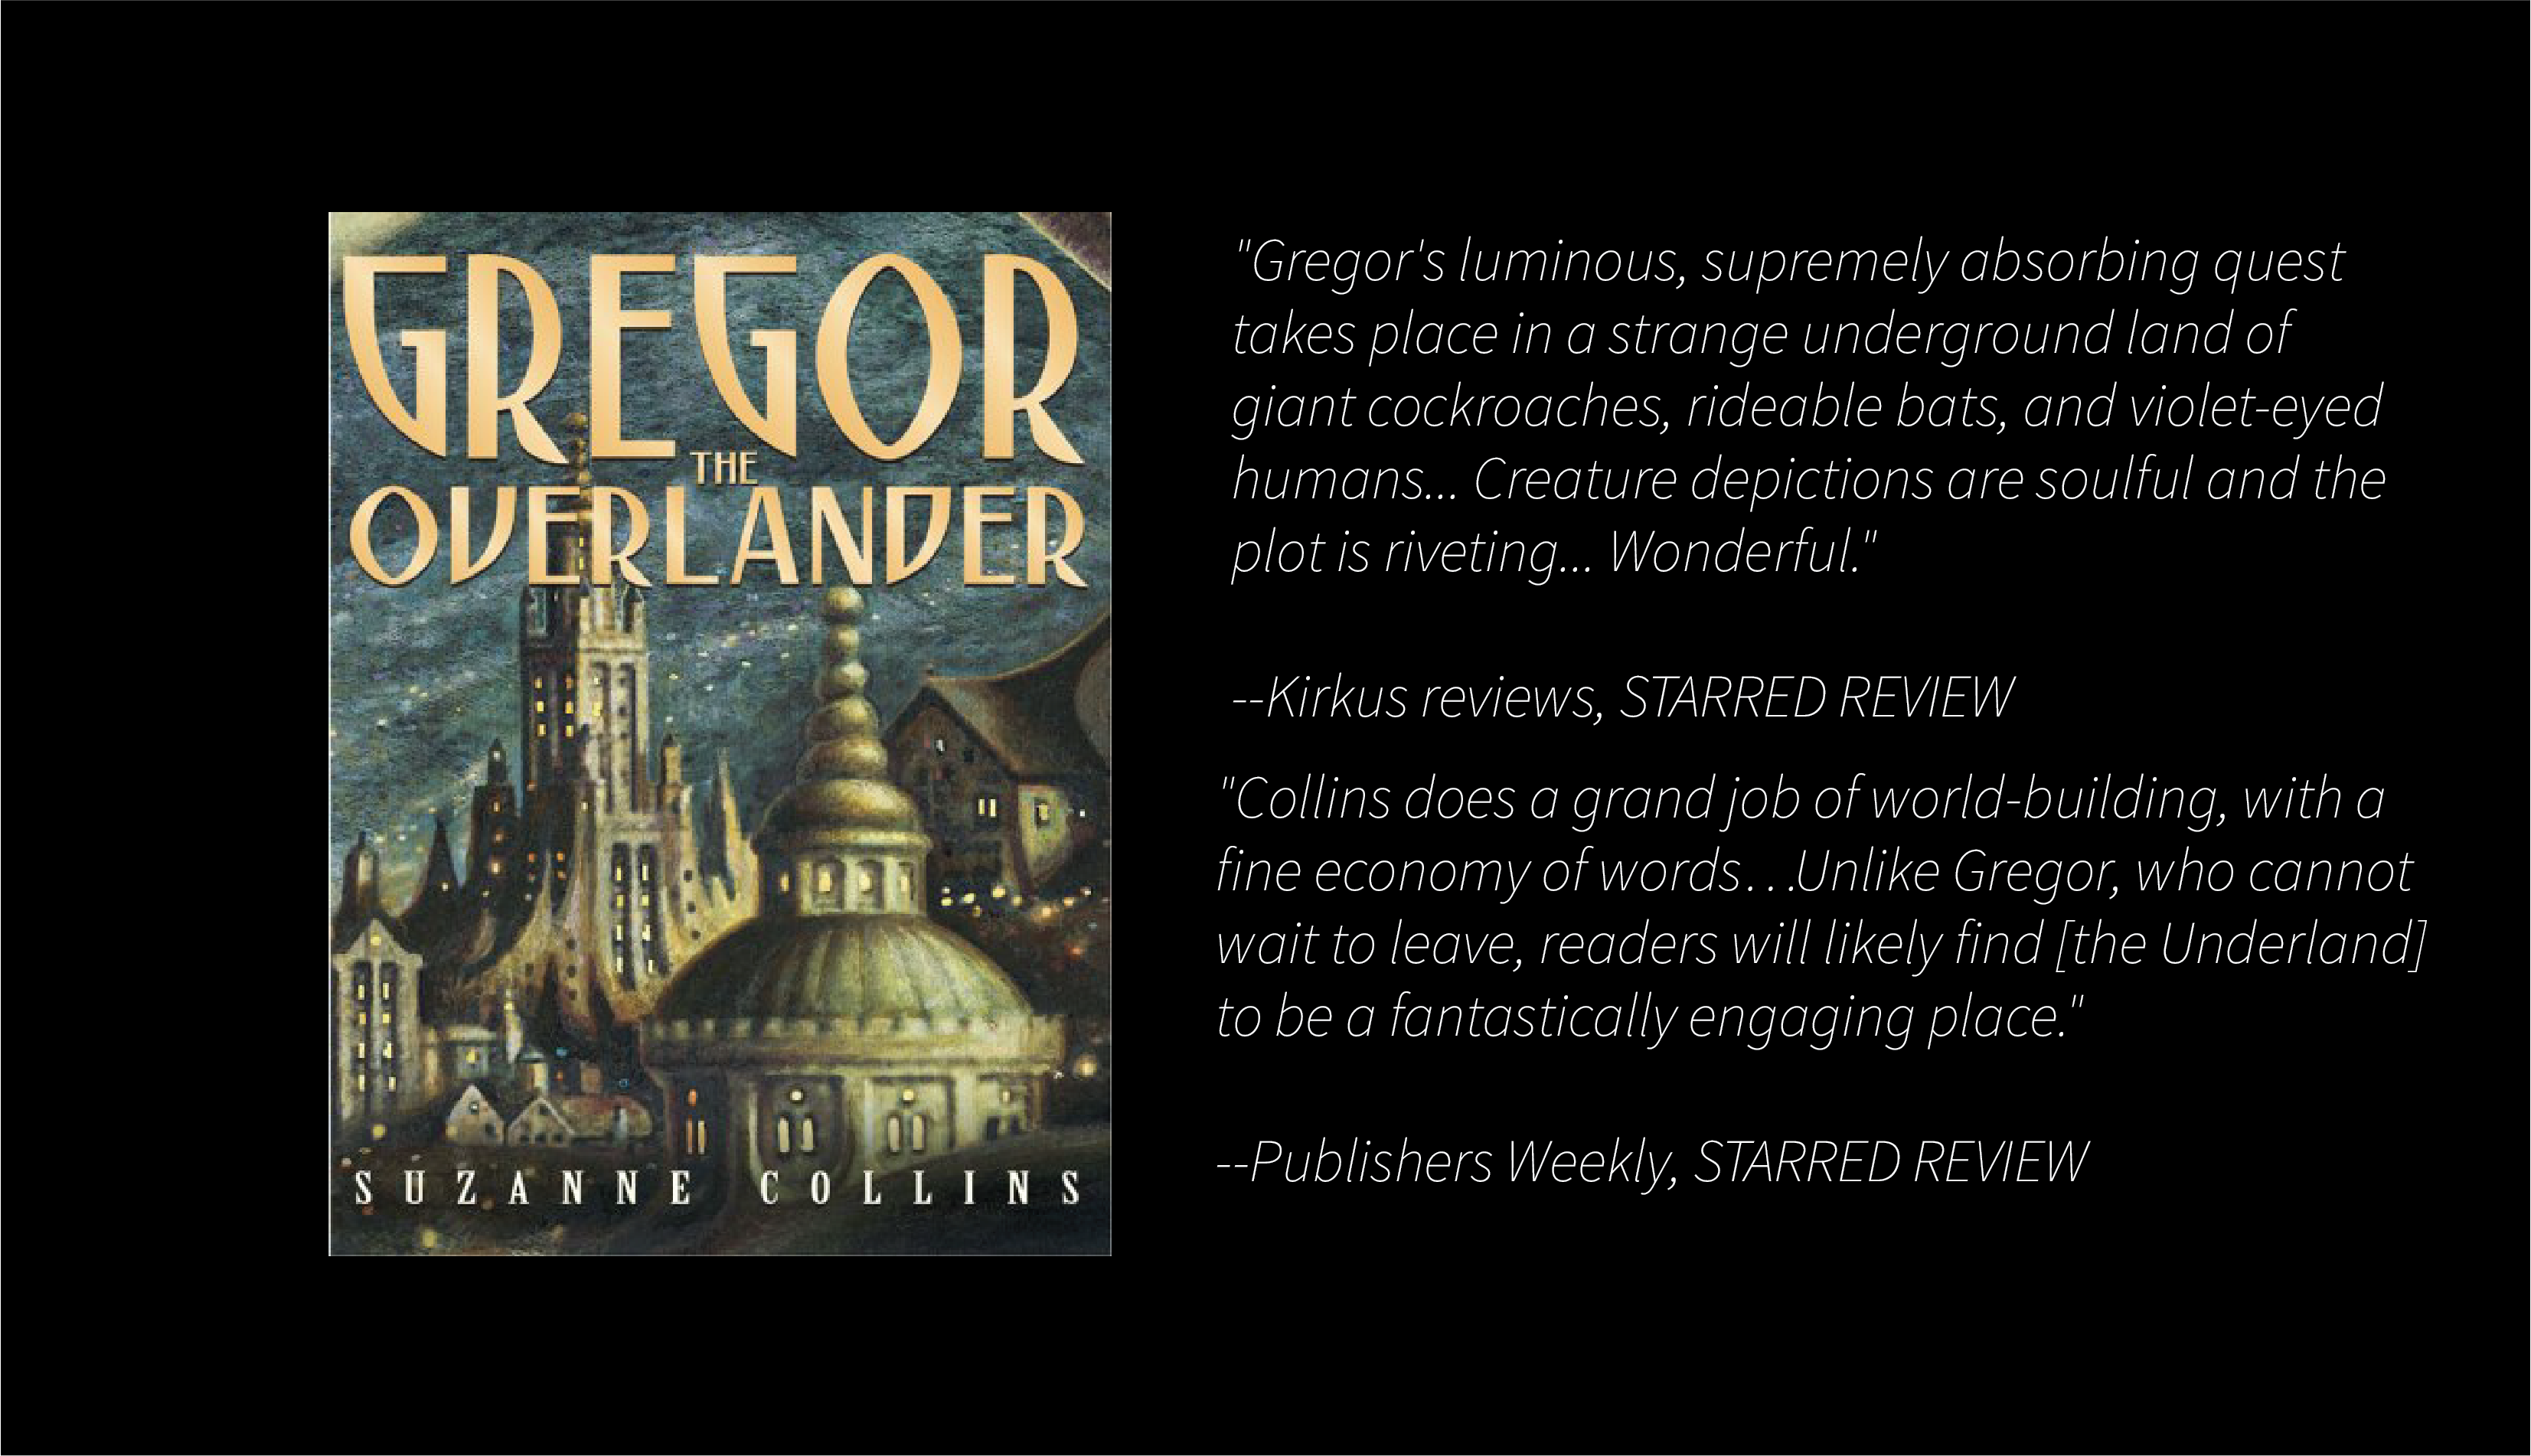 GREGOR
THE
OVERLANDER
SUZANNE COLLINS
"Gregor's luminous, supremely absorbing quest
takes place in a strange underground land of
giant cockroaches, rideable bats, and violet-eyed
humans... Creature depictions are soulful and the
plot is riveting... Wonderful."
--Kirkus reviews, STARRED REVIEW
"Collins does a grand job of world-building, with a
fine economy of words. . .Unlike Gregor, who cannot
wait to leave, readers will likely find [the Underland]
to be a fantastically engaging place."
--Publishers Weekly, STARRED REVIEW